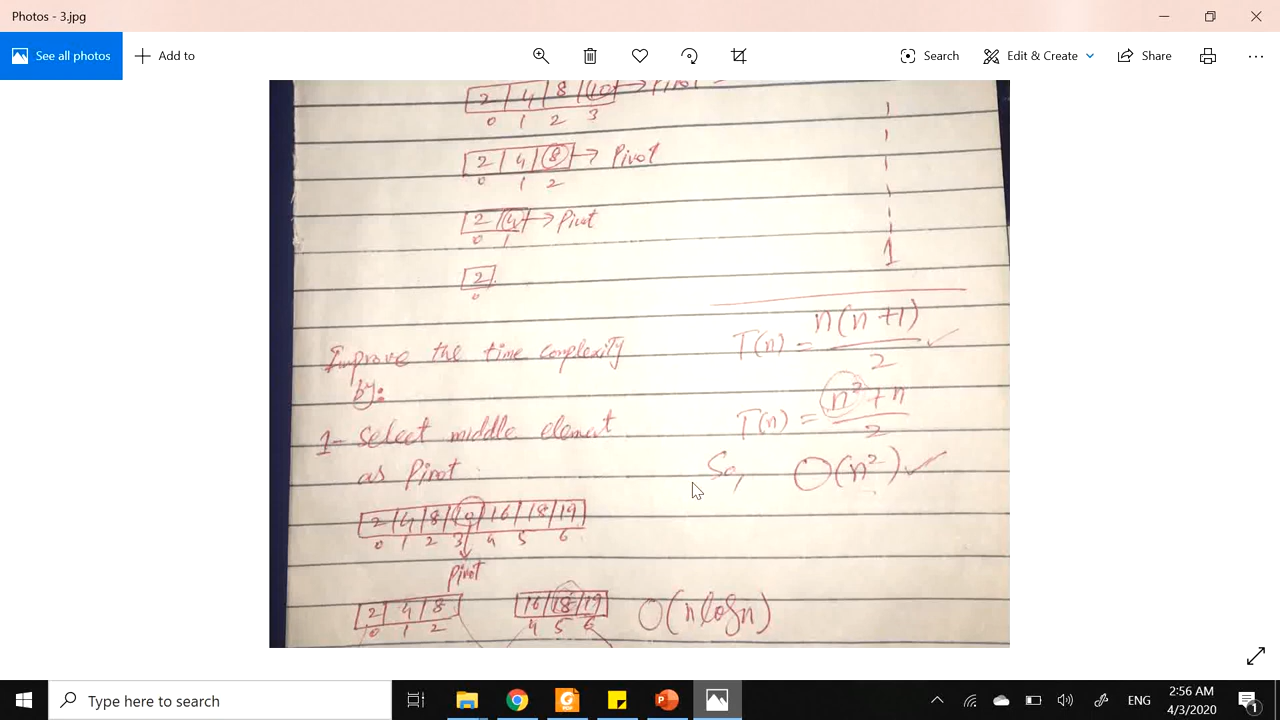 Photos - 3.jpg
See all photos
Add to
Search
Edit & Create
Share
2 4 8 10 → Pivot
0 1 2 3
2 4 8 → Pivot
0 1 2
2 4 → Pivot
0 1
2
0
1
T(n) = n(n+1)/2 ✓
Improve the time complexity
by:
T(n) = n²+n/2
1- Select middle element
as Pivot:
So, O(n²) ✓
2 4 8 10 16 18 19
0 1 2 3 4 5 6
Pivot
2 4 8
0 1 2
16 18 19
4 5 6
O(n log n)
Type here to search
ENG
2:56 AM
4/3/2020
1